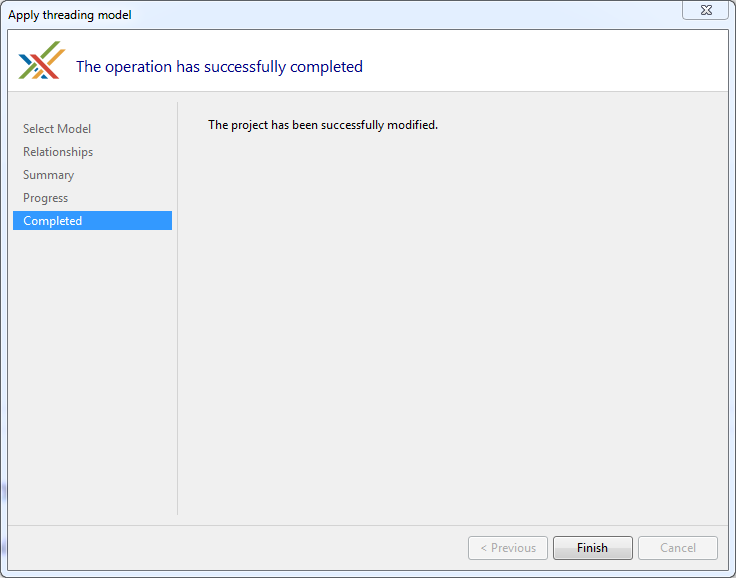 Apply threading model
The operation has successfully completed
Select Model
Relationships
Summary
Progress
Completed
The project has been successfully modified.
< Previous
Finish
Cancel